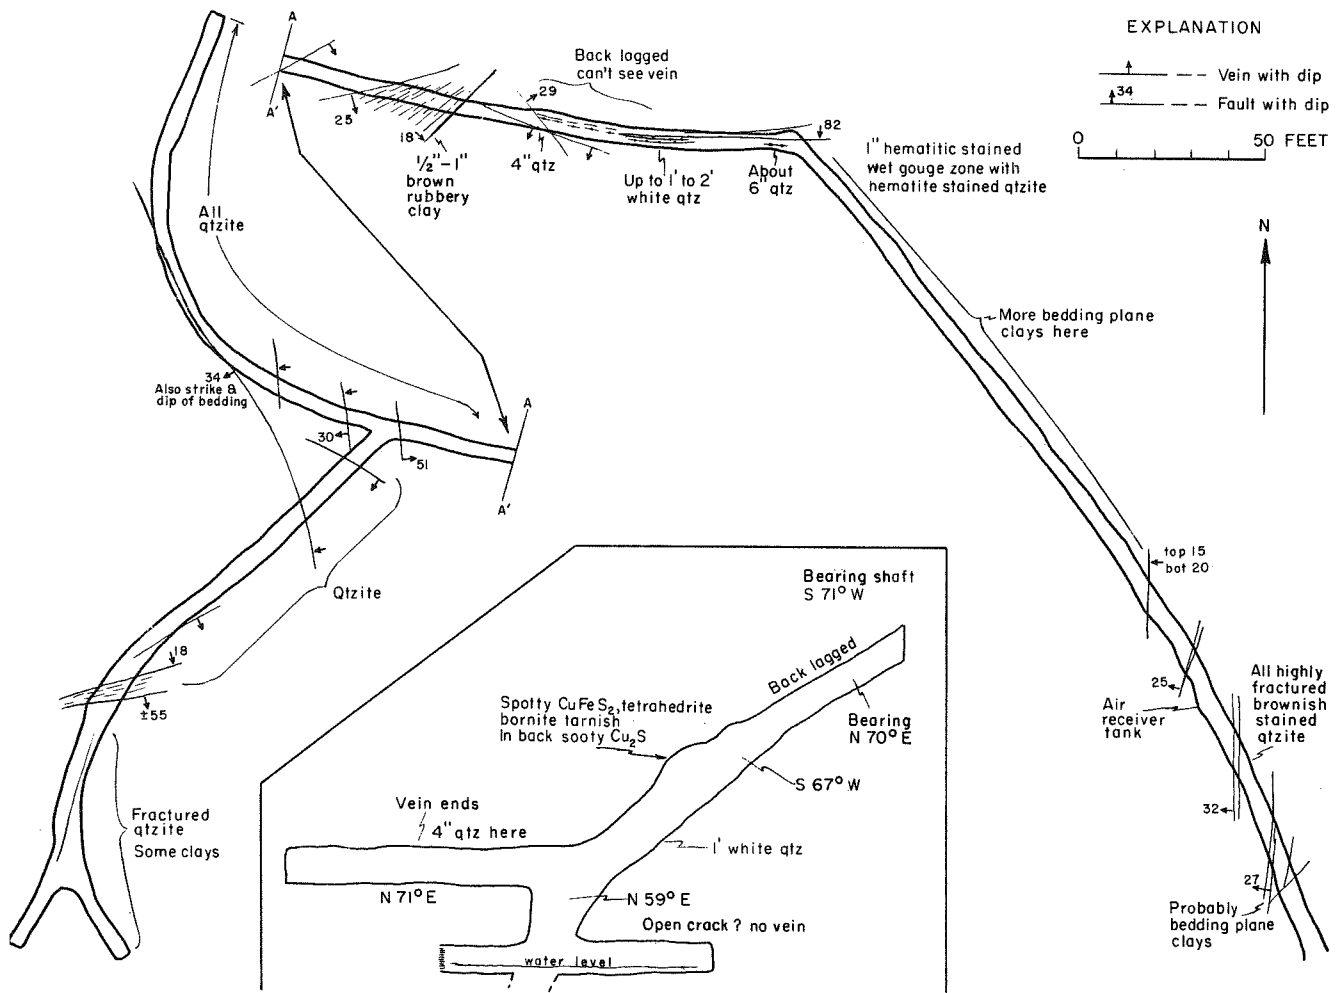 EXPLANATION
Vein with dip
34
Fault with dip
0
50 FEET
N
A
A
A'
Back lagged
can't see vein
29
25
18
1/2"-1"
brown
rubbery
clay
4" qtz
Up to 1' to 2'
white qtz
About
6" qtz
82
1" hematitic stained
wet gouge zone with
hematite stained qtzite
All
qtzite
More bedding plane
clays here
34
Also strike &
dip of bedding
30
51
A
A'
Qtzite
18
±55
Fractured
qtzite
Some clays
top 15
bot 20
25
Air
receiver
tank
All highly
fractured
brownish
stained
qtzite
32
27
Probably
bedding plane
clays
Bearing shaft
S 71° W
Back lagged
Spotty CuFeS2, tetrahedrite
bornite tarnish
In back sooty Cu2S
Bearing
N 70° E
S 67° W
Vein ends
4" qtz here
1' white qtz
N 71° E
N 59° E
Open crack? no vein
water level